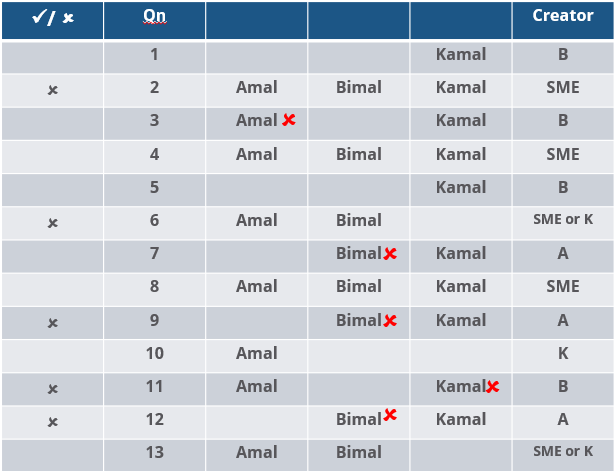 ✓/ ✘ Qn Creator
1 Kamal B
✘ 2 Amal Bimal Kamal SME
3 Amal ✘ Kamal B
4 Amal Bimal Kamal SME
5 Kamal B
✘ 6 Amal Bimal SME or K
7 Bimal ✘ Kamal A
8 Amal Bimal Kamal SME
✘ 9 Bimal ✘ Kamal A
10 Amal K
✘ 11 Amal Kamal ✘ B
✘ 12 Bimal ✘ Kamal A
13 Amal Bimal SME or K